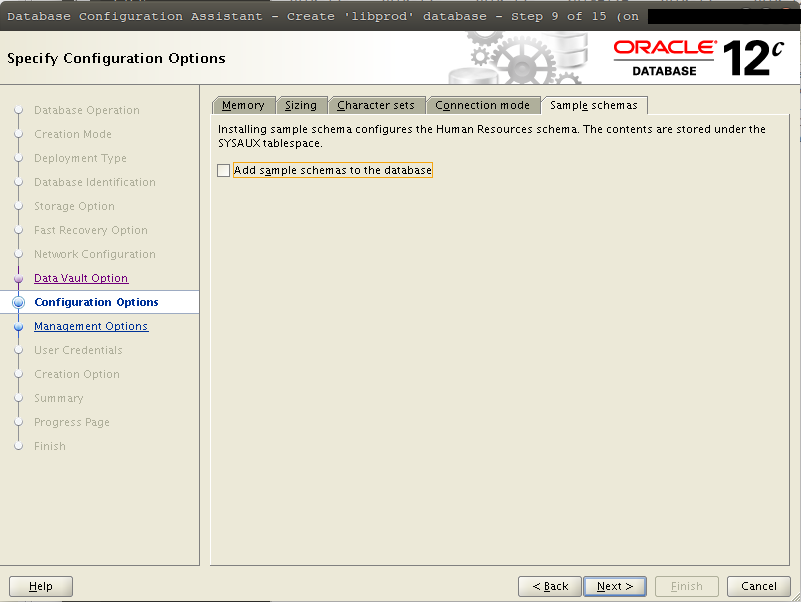 Database Configuration Assistant - Create 'libprod' database - Step 9 of 15 (on
Specify Configuration Options
ORACLE®
DATABASE
12c
Database Operation
Creation Mode
Deployment Type
Database Identification
Storage Option
Fast Recovery Option
Network Configuration
Data Vault Option
Configuration Options
Management Options
User Credentials
Creation Option
Summary
Progress Page
Finish
Memory Sizing Character sets Connection mode Sample schemas
Installing sample schema configures the Human Resources schema. The contents are stored under the
SYSAUX tablespace.
Add sample schemas to the database
Help < Back Next > Finish Cancel